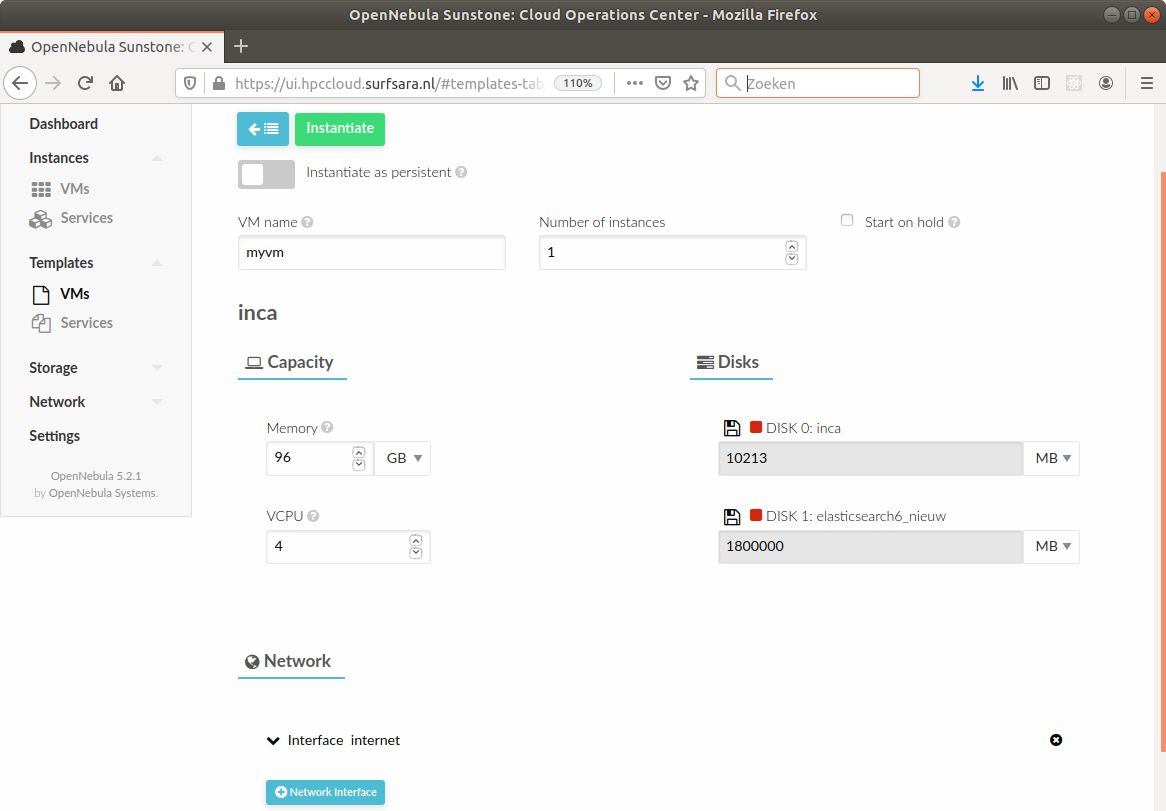 OpenNebula Sunstone: Cloud Operations Center - Mozilla Firefox
OpenNebula Sunstone:
https://ui.hpccloud.surfsara.nl/#templates-tab
110%
Zoeken
Dashboard
Instances
VMs
Services
Templates
VMs
Services
Storage
Network
Settings
OpenNebula 5.2.1
by OpenNebula Systems.
Instantiate
Instantiate as persistent ?
VM name ?
Number of instances
Start on hold ?
myvm
1
inca
Capacity
Disks
Memory ?
DISK 0: inca
96
GB
10213
MB
VCPU ?
DISK 1: elasticsearch6_nieuw
4
1800000
MB
Network
Interface internet
Network Interface